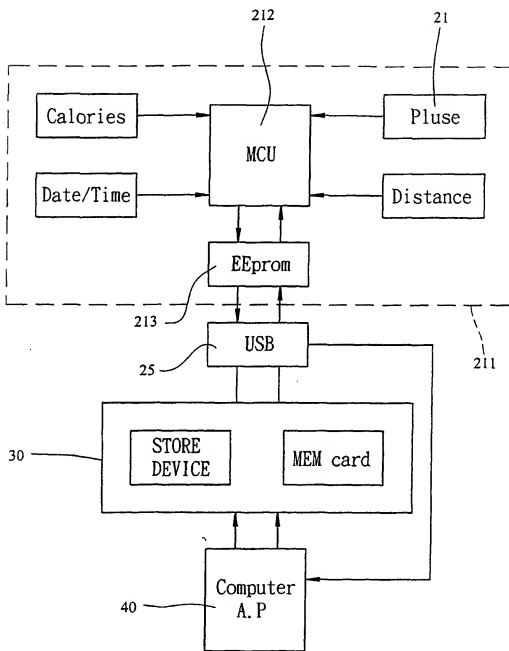 212
21
Calories
Pluse
MCU
Date/Time
Distance
EEprom
213
USB
25
211
30
STORE
DEVICE
MEM card
Computer
A.P
40